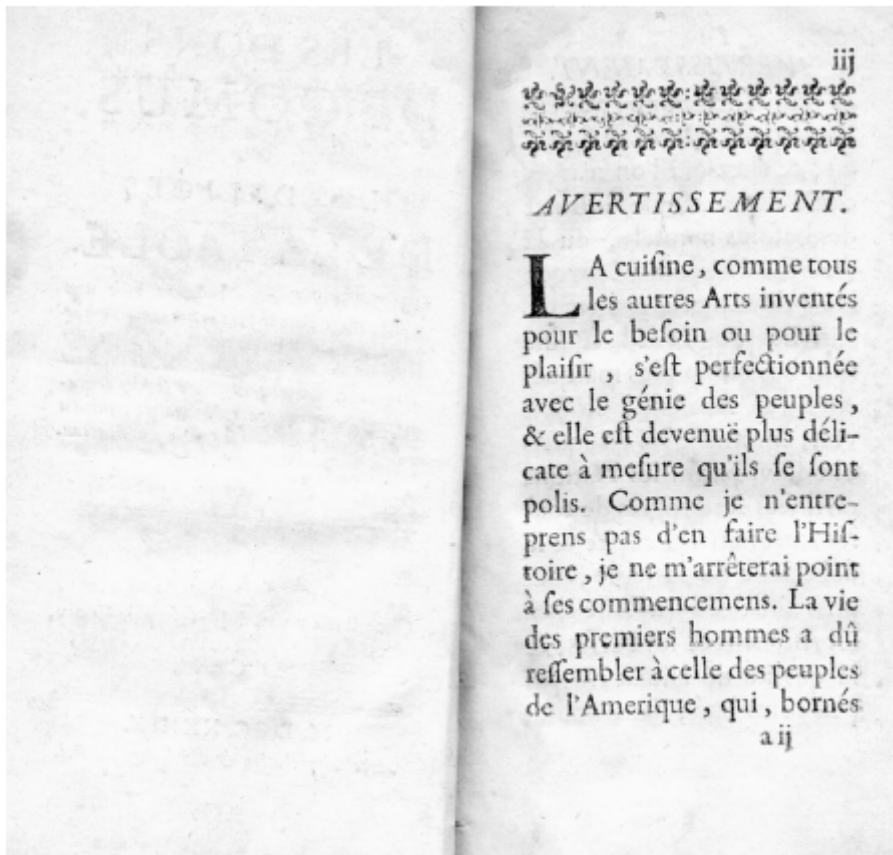 iij
AVERTISSEMENT.
LA cuiſine, comme tous
les autres Arts inventés
pour le beſoin ou pour le
plaiſir, s'eſt perfectionnée
avec le génie des peuples,
& elle eſt devenuë plus déli-
cate à meſure qu'ils ſe ſont
polis. Comme je n'entre-
prens pas d'en faire l'Hiſ-
toire, je ne m'arrêterai point
à ſes commencemens. La vie
des premiers hommes a dû
reſſembler à celle des peuples
de l'Amerique, qui, bornés
a ij